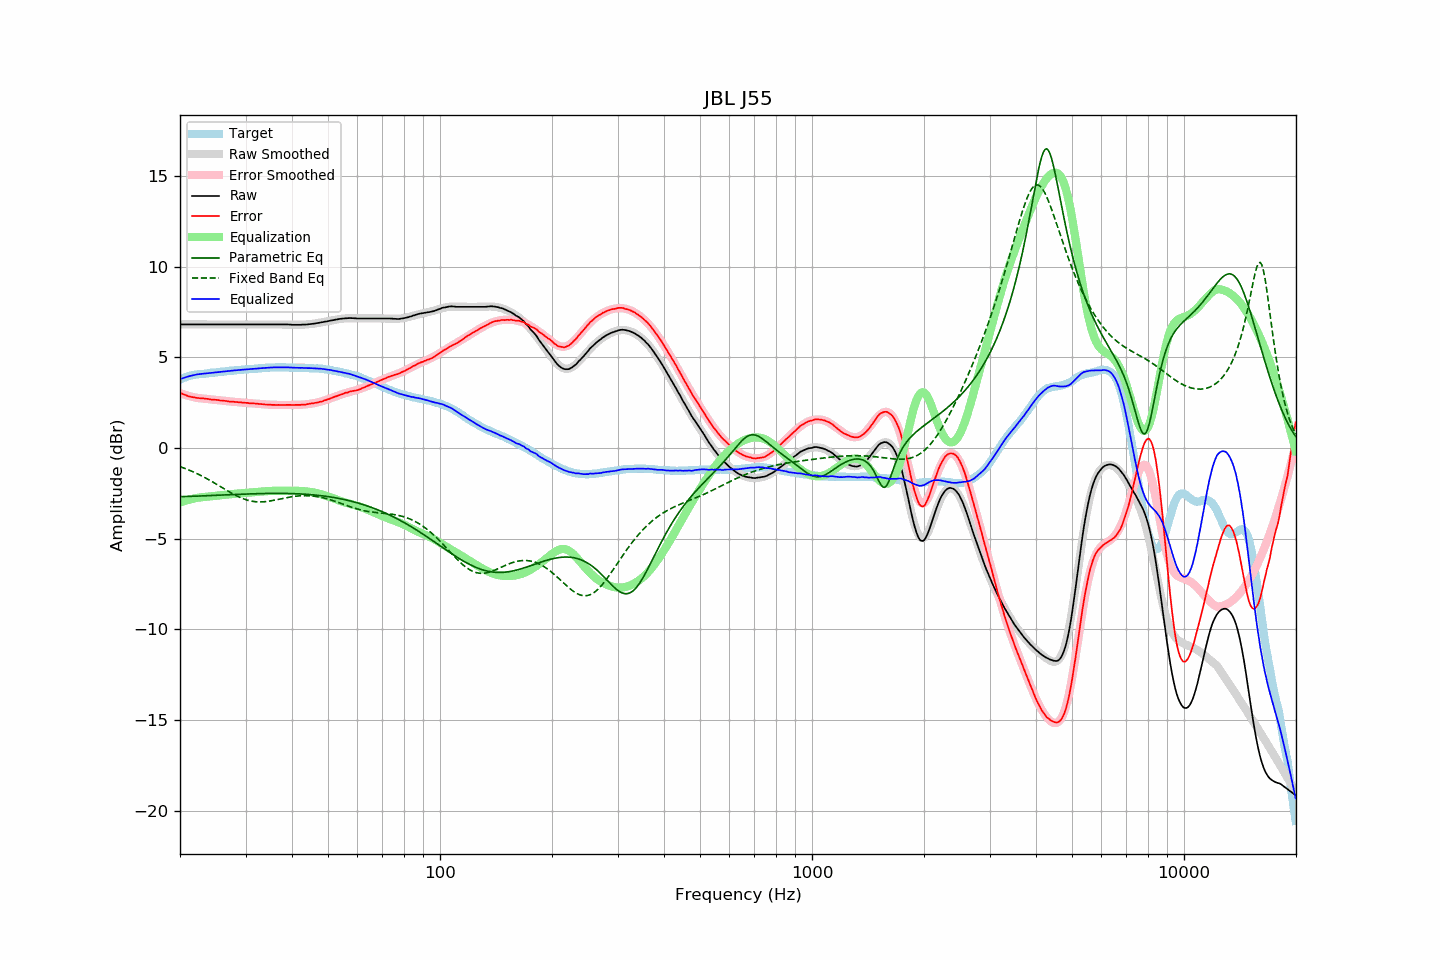 JBL J55
Target
Raw Smoothed
Error Smoothed
Raw
Error
Equalization
Parametric Eq
Fixed Band Eq
Equalized
15
10
5
0
−5
−10
−15
−20
Amplitude (dBr)
100
1000
10000
Frequency (Hz)